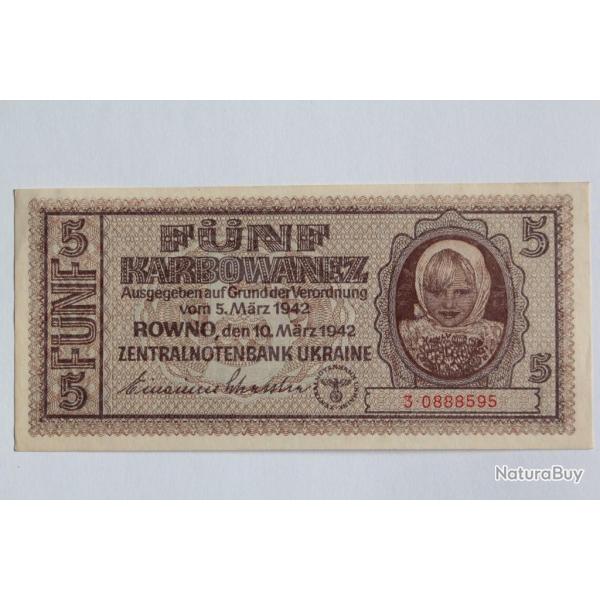 5 FÜNF 5
FÜNF
KARBOWANEZ
Ausgegeben auf Grund der Verordnung
vom 5. März 1942
ROWNO, den 10. März 1942
ZENTRALNOTENBANK UKRAINE
5
5
3·0888595
NaturaBuy